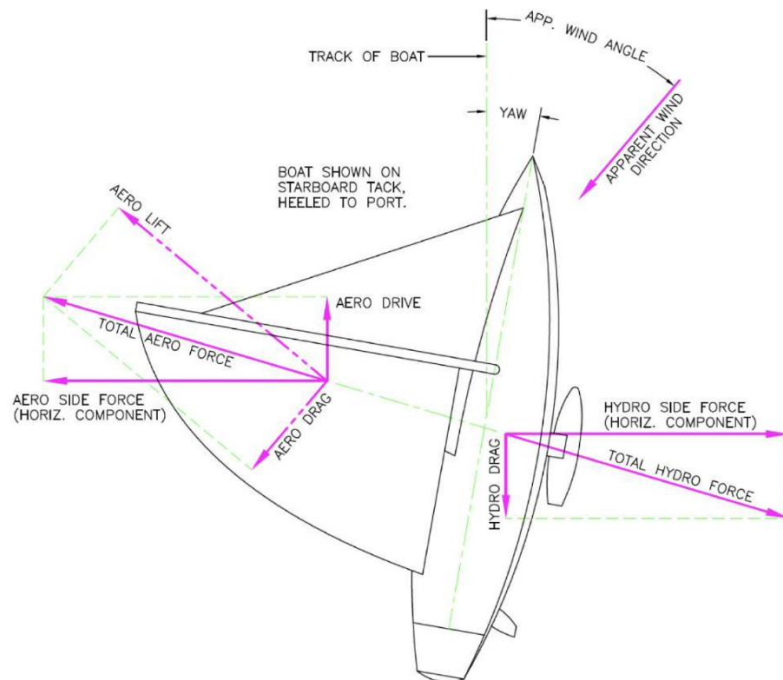 APP. WIND ANGLE
TRACK OF BOAT
YAW
APPARENT WIND
DIRECTION
BOAT SHOWN ON
STARBOARD TACK,
HEELED TO PORT.
AERO LIFT
AERO DRIVE
TOTAL AERO FORCE
AERO SIDE FORCE
(HORIZ. COMPONENT)
AERO DRAG
HYDRO SIDE FORCE
(HORIZ. COMPONENT)
HYDRO DRAG
TOTAL HYDRO FORCE